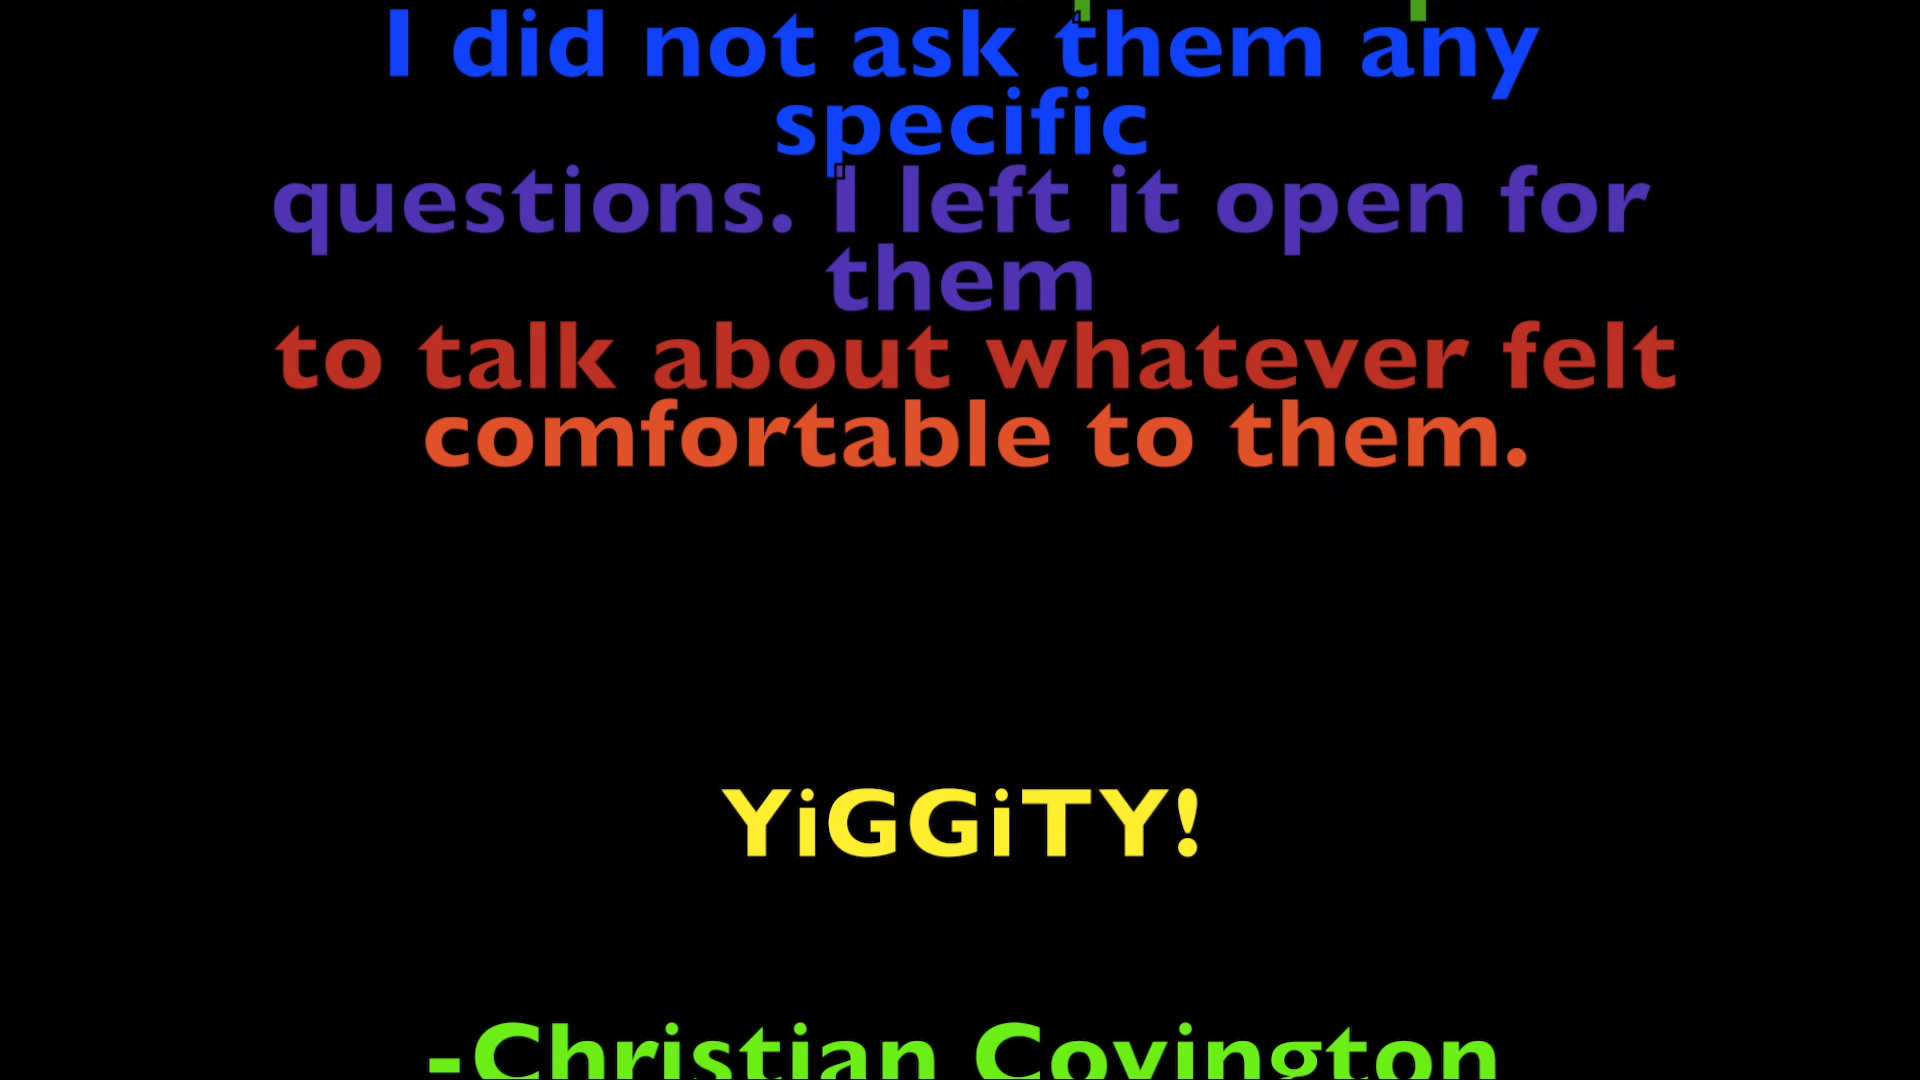 I did not ask them any
specific
questions. I left it open for
them
to talk about whatever felt
comfortable to them.
YiGGiTY!
-Christian Covington